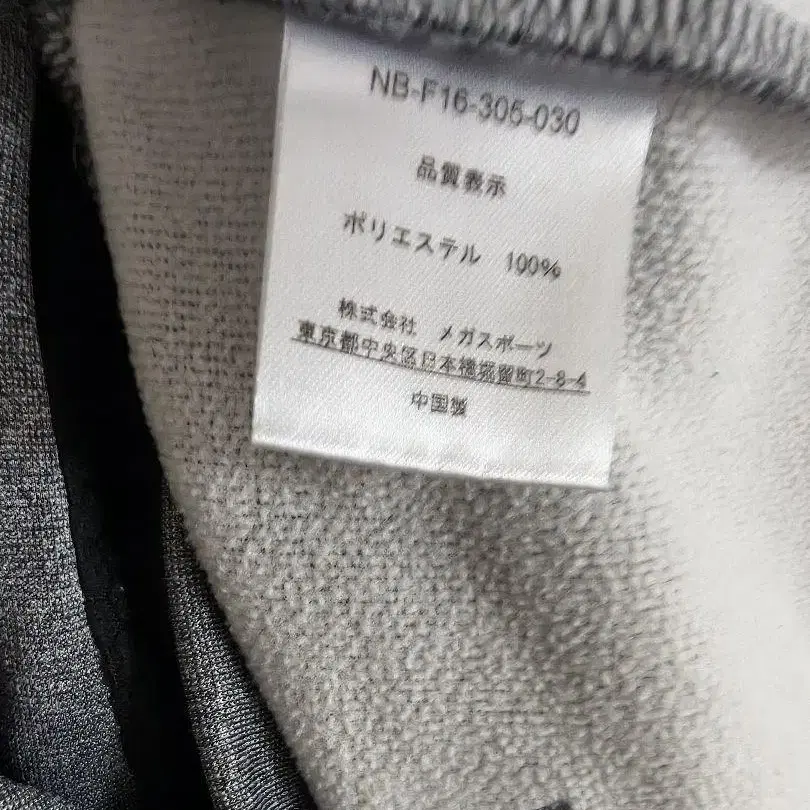 NB-F16-305-030
品質表示
ポリエステル 100%
株式会社 メガスポーツ
東京都中央区日本橋堀留町2-8-4
中国製